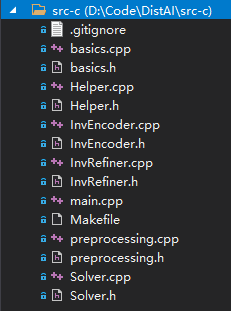 src-c (D:\Code\DistAI\src-c)
.gitignore
basics.cpp
basics.h
Helper.cpp
Helper.h
InvEncoder.cpp
InvEncoder.h
InvRefiner.cpp
InvRefiner.h
main.cpp
Makefile
preprocessing.cpp
preprocessing.h
Solver.cpp
Solver.h